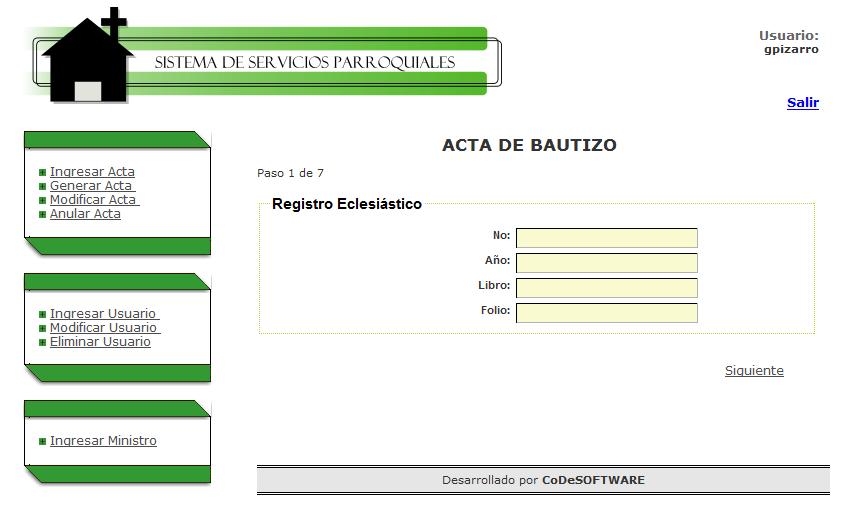 SISTEMA DE SERVICIOS PARROQUIALES
Usuario:
gpizarro
Salir
Ingresar Acta
Generar Acta
Modificar Acta
Anular Acta
Ingresar Usuario
Modificar Usuario
Eliminar Usuario
Ingresar Ministro
ACTA DE BAUTIZO
Paso 1 de 7
Registro Eclesiástico
No:
Año:
Libro:
Folio:
Siguiente
Desarrollado por CoDeSOFTWARE